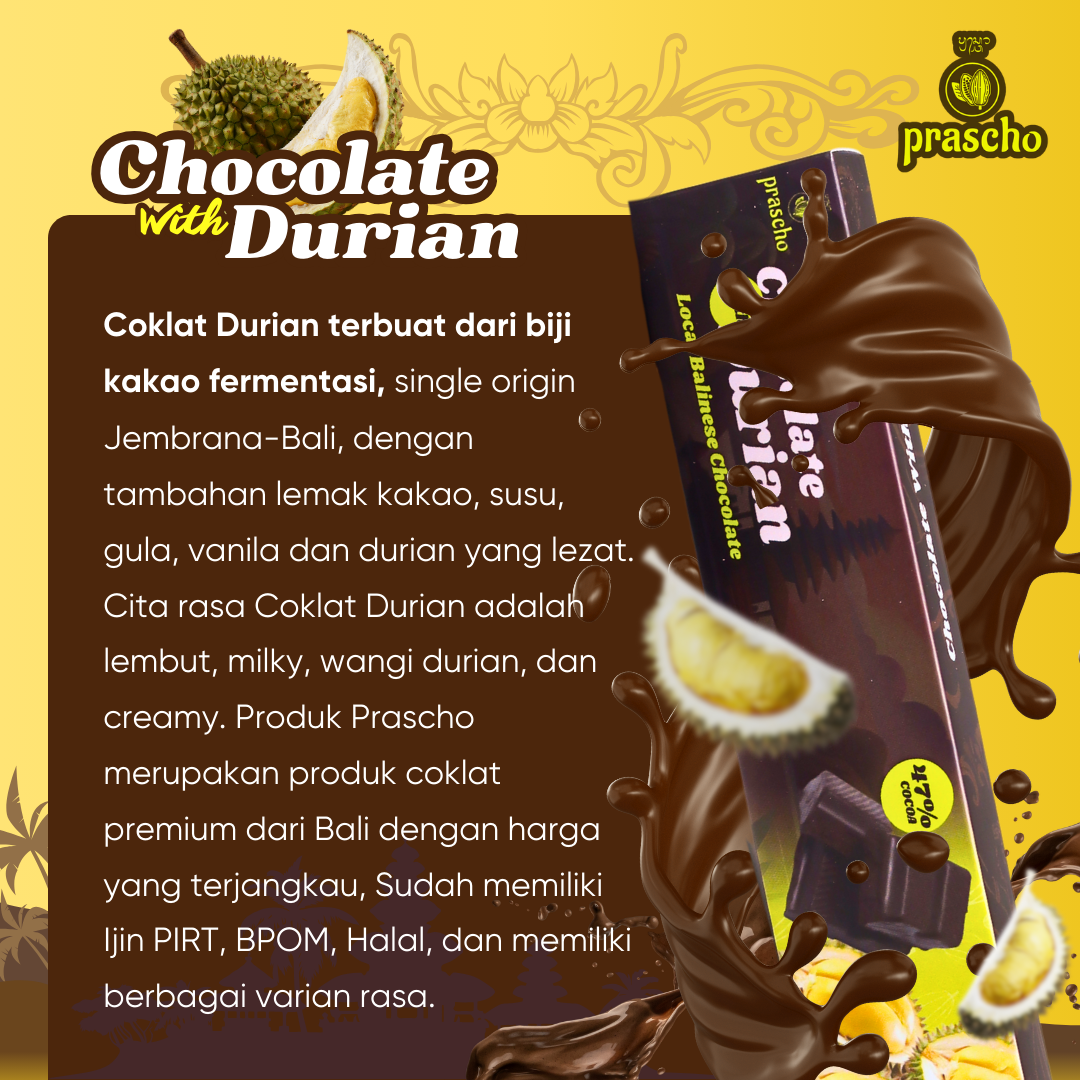 prascho
Chocolate
with Durian
Coklat Durian terbuat dari biji
kakao fermentasi, single origin
Jembrana-Bali, dengan
tambahan lemak kakao, susu,
gula, vanila dan durian yang lezat.
Cita rasa Coklat Durian adalah
lembut, milky, wangi durian, dan
creamy. Produk Prascho
merupakan produk coklat
premium dari Bali dengan harga
yang terjangkau, Sudah memiliki
Ijin PIRT, BPOM, Halal, dan memiliki
berbagai varian rasa.
prascho
Local Balinese Chocolate
47%
COCOA